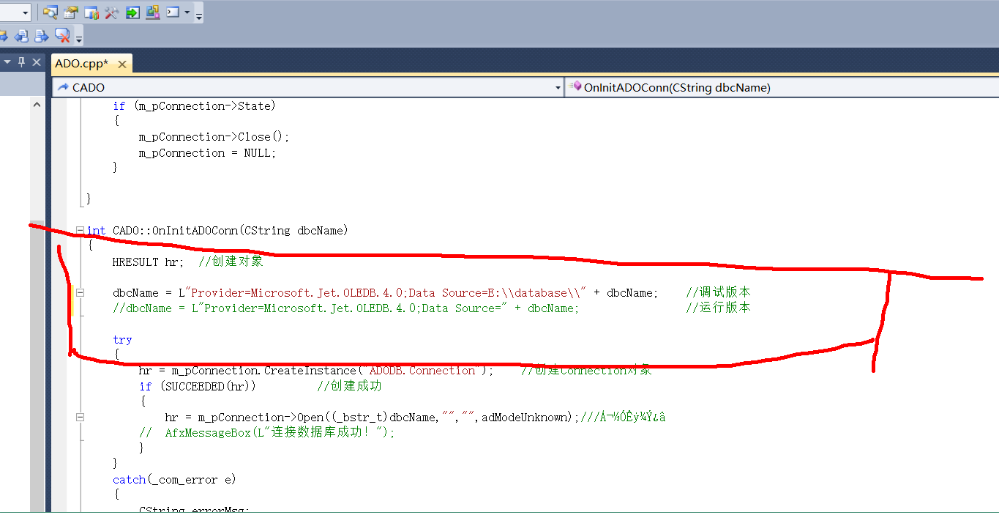 ADO.cpp*
CADO
OnInitADOConn(CString dbcName)
if (m_pConnection->State)
{
m_pConnection->Close();
m_pConnection = NULL;
}
}
int CADO::OnInitADOConn(CString dbcName)
{
HRESULT hr; //创建对象
dbcName = L"Provider=Microsoft.Jet.OLEDB.4.0;Data Source=E:\\database\\" + dbcName; //调试版本
//dbcName = L"Provider=Microsoft.Jet.OLEDB.4.0;Data Source=" + dbcName; //运行版本
try
{
hr = m_pConnection.CreateInstance("ADODB.Connection"); //创建Connection对象
if (SUCCEEDED(hr)) //创建成功
{
hr = m_pConnection->Open((_bstr_t)dbcName,"","",adModeUnknown);///Á¬½ÓÊý¾Ý¿â
// AfxMessageBox(L"连接数据库成功！");
}
}
catch(_com_error e)
{
CString errorMsg;